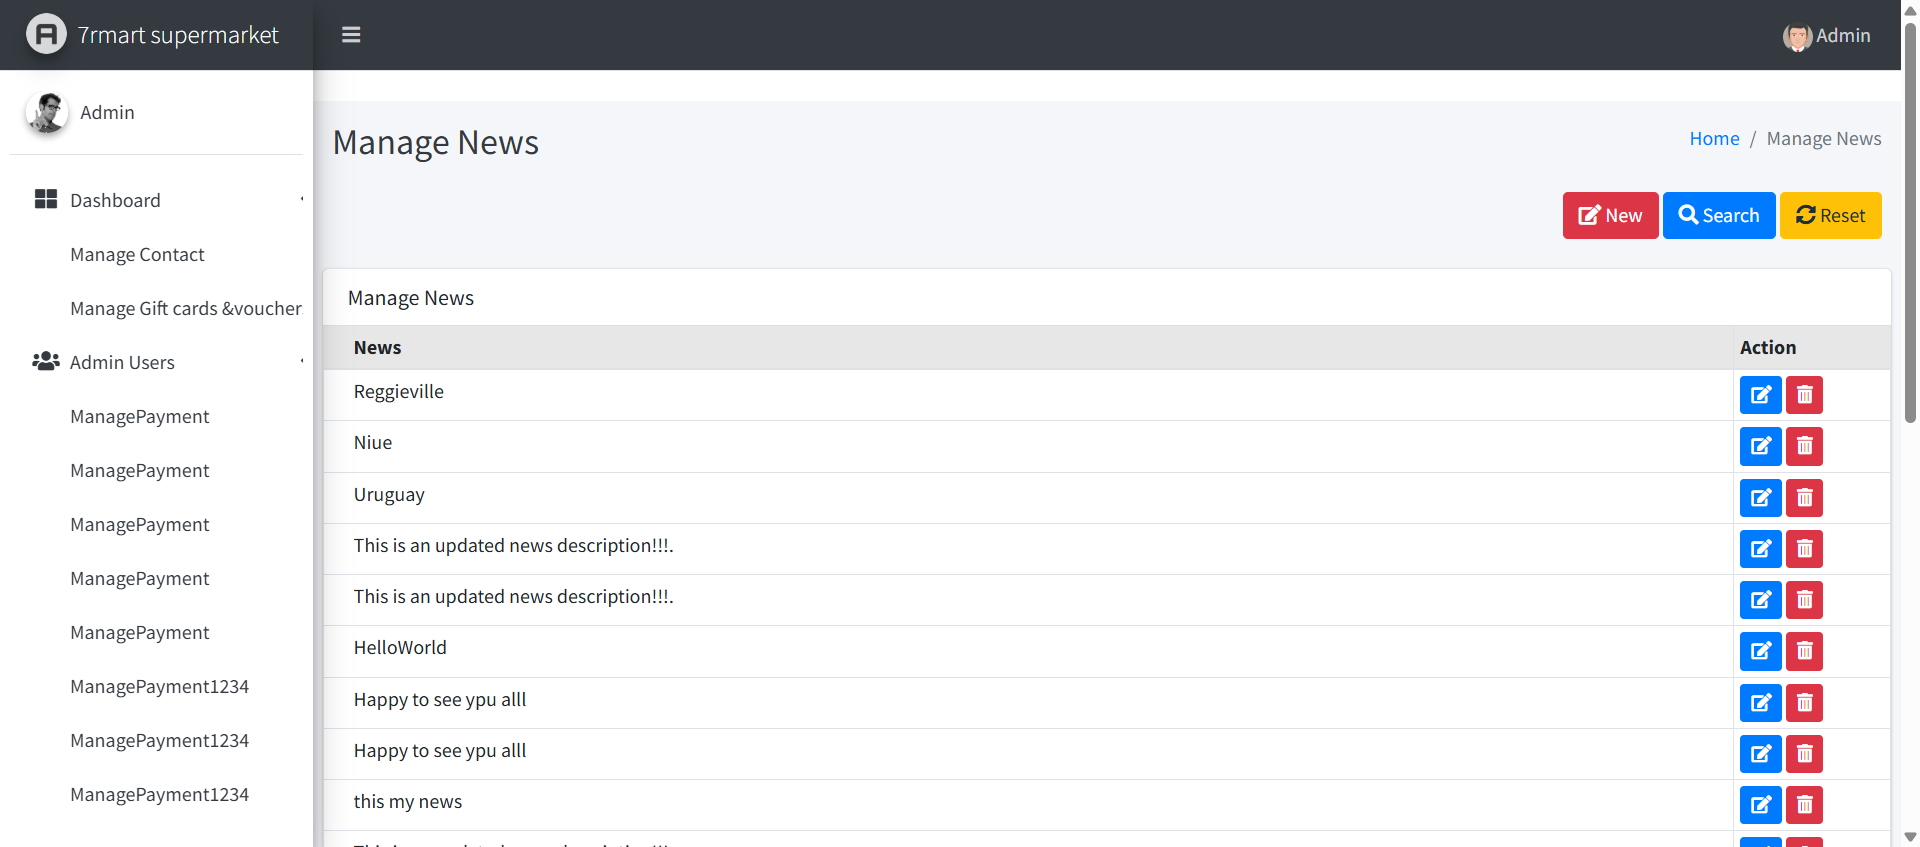 7rmart supermarket
Admin
Admin
Manage News
Home / Manage News
Dashboard
Manage Contact
Manage Gift cards &voucher
Admin Users
ManagePayment
ManagePayment
ManagePayment
ManagePayment
ManagePayment
ManagePayment1234
ManagePayment1234
ManagePayment1234
New
Search
Reset
Manage News
News Action
Reggieville
Niue
Uruguay
This is an updated news description!!!.
This is an updated news description!!!.
HelloWorld
Happy to see ypu alll
Happy to see ypu alll
this my news